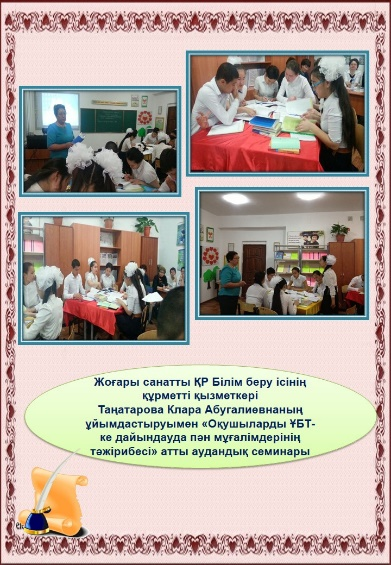 Жоғары санатты ҚР Білім беру ісінің
құрметті қызметкері
Таңатарова Клара Абугалиевнаның
ұйымдастыруымен «Оқушыларды ҰБТ-
ке дайындауда пән мұғалімдерінің
тәжірибесі» атты аудандық семинары